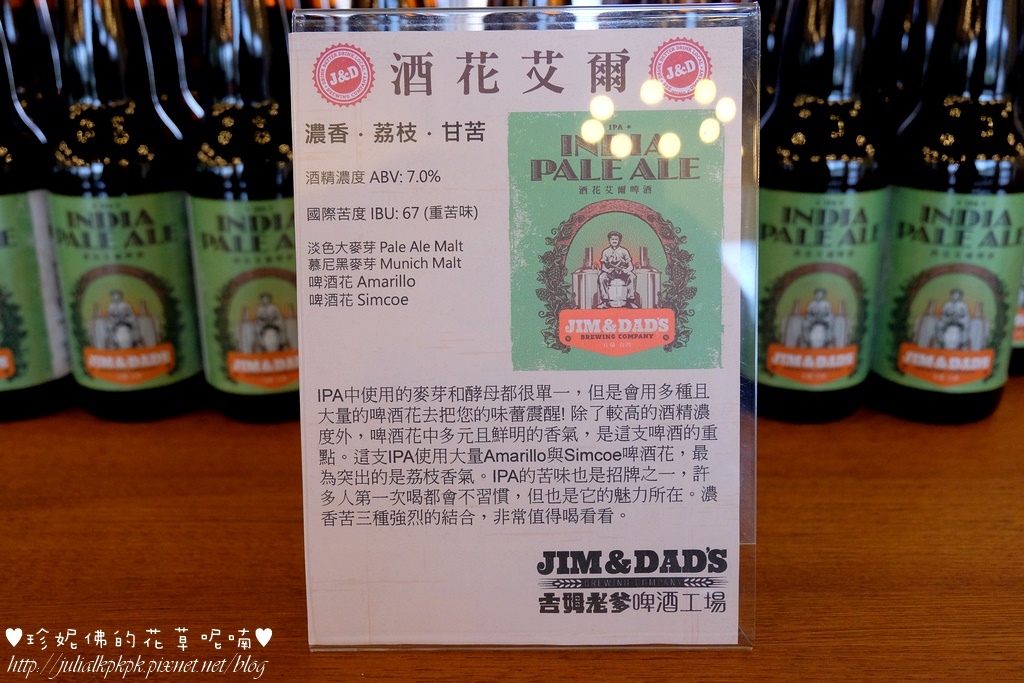 J&D
酒花艾爾
J&D
濃香．荔枝．甘苦
酒精濃度 ABV: 7.0%
國際苦度 IBU: 67 (重苦味)
淡色大麥芽 Pale Ale Malt
慕尼黑麥芽 Munich Malt
啤酒花 Amarillo
啤酒花 Simcoe
IPA
INDIA
PALE ALE
酒花艾爾啤酒
JIM & DAD'S
BREWING COMPANY
IPA中使用的麥芽和酵母都很單一，但是會用多種且
大量的啤酒花去把您的味蕾震醒! 除了較高的酒精濃
度外，啤酒花中多元且鮮明的香氣，是這支啤酒的重
點。這支IPA使用大量Amarillo與Simcoe啤酒花，最
為突出的是荔枝香氣。IPA的苦味也是招牌之一，許
多人第一次喝都會不習慣，但也是它的魅力所在。濃
香苦三種強烈的結合，非常值得喝看看。
JIM & DAD'S
BREWING COMPANY
吉姆老爹啤酒工場
INDIA
PALE ALE
JIM & DAD'S
INDIA
PALE ALE
JIM & DAD'S
INDIA
PALE ALE
JIM & DAD'S
INDIA
PALE ALE
JIM & DAD'S
♥珍妮佛的花草呢喃♥
http://julialkpkpk.pixnet.net/blog